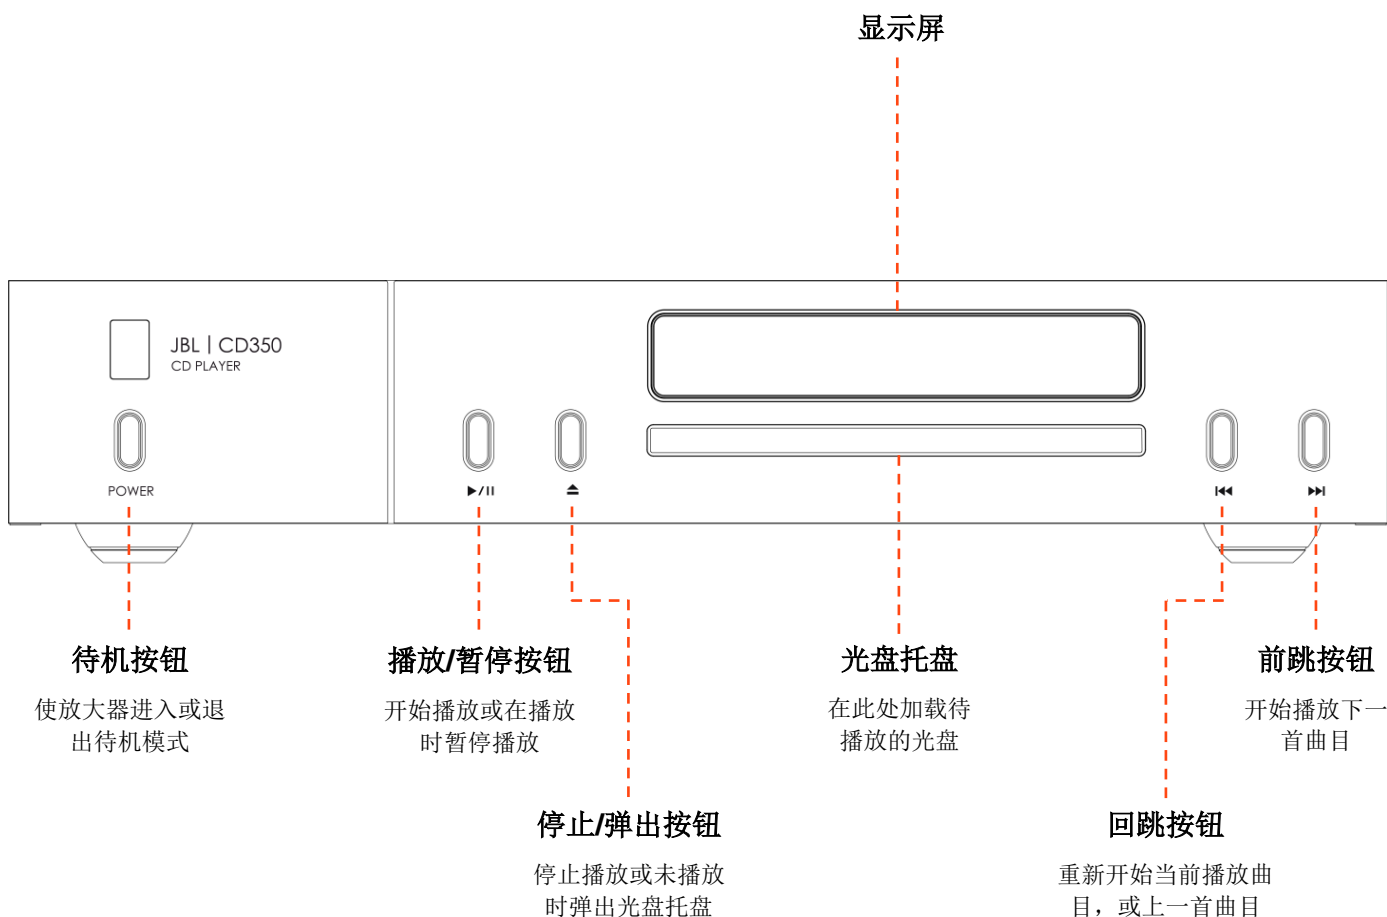 显示屏
JBL | CD350
CD PLAYER
POWER
待机按钮
使放大器进入或退
出待机模式
播放/暂停按钮
开始播放或在播放
时暂停播放
光盘托盘
在此处加载待
播放的光盘
前跳按钮
开始播放下一
首曲目
停止/弹出按钮
停止播放或未播放
时弹出光盘托盘
回跳按钮
重新开始当前播放曲
目，或上一首曲目